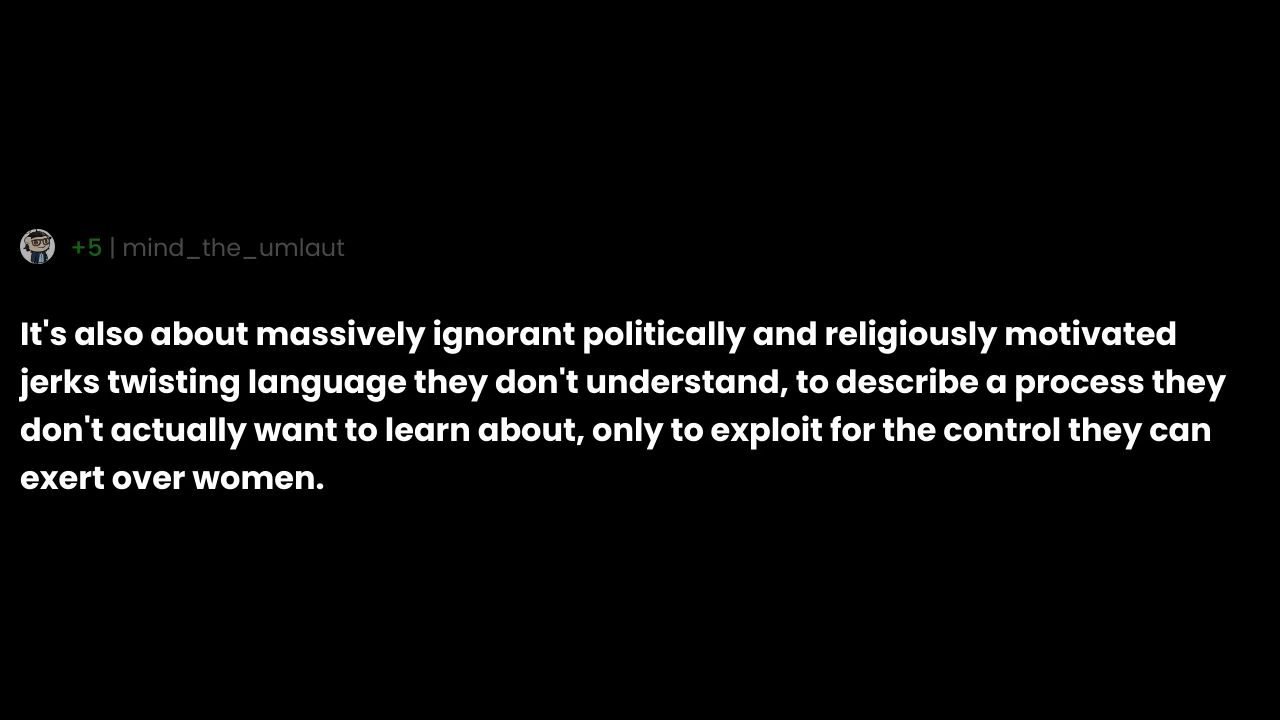 +5 | mind_the_umlaut
It's also about massively ignorant politically and religiously motivated
jerks twisting language they don't understand, to describe a process they
don't actually want to learn about, only to exploit for the control they can
exert over women.